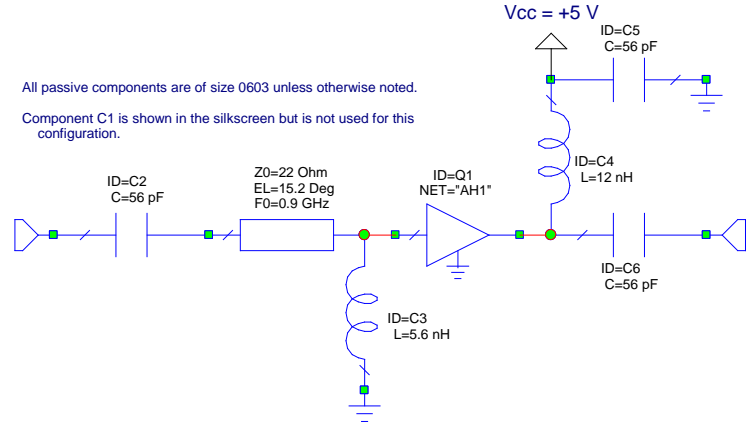 Vcc = +5 V
ID=C5
C=56 pF
All passive components are of size 0603 unless otherwise noted.
Component C1 is shown in the silkscreen but is not used for this
configuration.
ID=C4
L=12 nH
ID=C2
C=56 pF
Z0=22 Ohm
EL=15.2 Deg
F0=0.9 GHz
ID=Q1
NET="AH1"
ID=C6
C=56 pF
ID=C3
L=5.6 nH